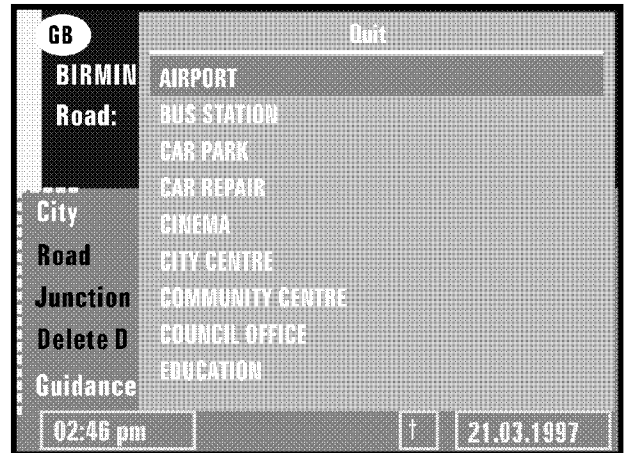 GB
Quit
BIRMIN
Road:
AIRPORT
BUS STATION
CAR PARK
CAR REPAIR
CINEMA
CITY CENTRE
COMMUNITY CENTRE
COUNCIL OFFICE
EDUCATION
City
Road
Junction
Delete D
Guidance
02:46 pm
†
21.03.1997